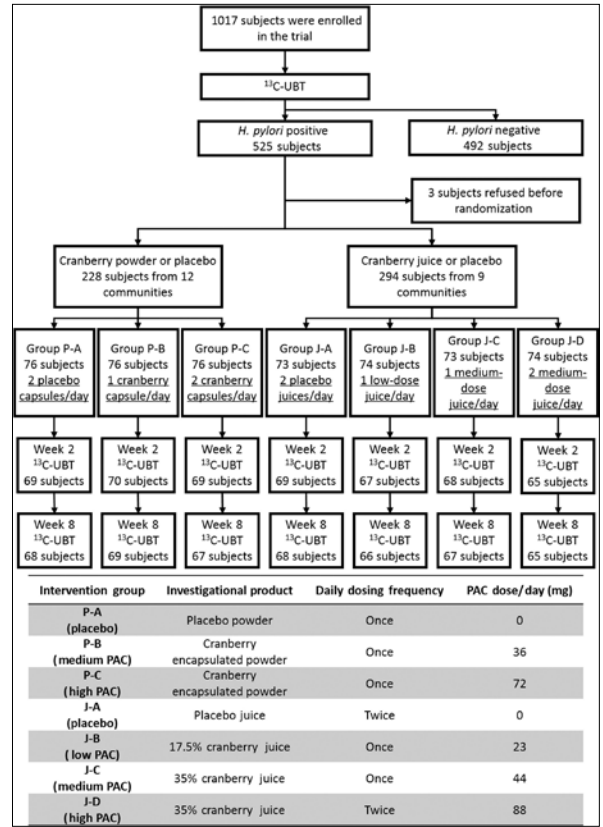 1017 subjects were enrolled
in the trial
¹³C-UBT
H. pylori positive
525 subjects
H. pylori negative
492 subjects
3 subjects refused before
randomization
Cranberry powder or placebo
228 subjects from 12
communities
Cranberry juice or placebo
294 subjects from 9
communities
Group P-A
76 subjects
2 placebo
capsules/day
Group P-B
76 subjects
1 cranberry
capsule/day
Group P-C
76 subjects
2 cranberry
capsules/day
Group J-A
73 subjects
2 placebo
juices/day
Group J-B
74 subjects
1 low-dose
juice/day
Group J-C
73 subjects
1 medium-
dose
juice/day
Group J-D
74 subjects
2 medium-
dose
juice/day
Week 2
¹³C-UBT
69 subjects
Week 2
¹³C-UBT
70 subjects
Week 2
¹³C-UBT
69 subjects
Week 2
¹³C-UBT
69 subjects
Week 2
¹³C-UBT
67 subjects
Week 2
¹³C-UBT
68 subjects
Week 2
¹³C-UBT
65 subjects
Week 8
¹³C-UBT
68 subjects
Week 8
¹³C-UBT
69 subjects
Week 8
¹³C-UBT
67 subjects
Week 8
¹³C-UBT
68 subjects
Week 8
¹³C-UBT
66 subjects
Week 8
¹³C-UBT
67 subjects
Week 8
¹³C-UBT
65 subjects
Intervention group Investigational product Daily dosing frequency PAC dose/day (mg)
P-A
(placebo) Placebo powder Once 0
P-B
(medium PAC) Cranberry
encapsulated powder Once 36
P-C
(high PAC) Cranberry
encapsulated powder Once 72
J-A
(placebo) Placebo juice Twice 0
J-B
( low PAC) 17.5% cranberry juice Once 23
J-C
(medium PAC) 35% cranberry juice Once 44
J-D
(high PAC) 35% cranberry juice Twice 88